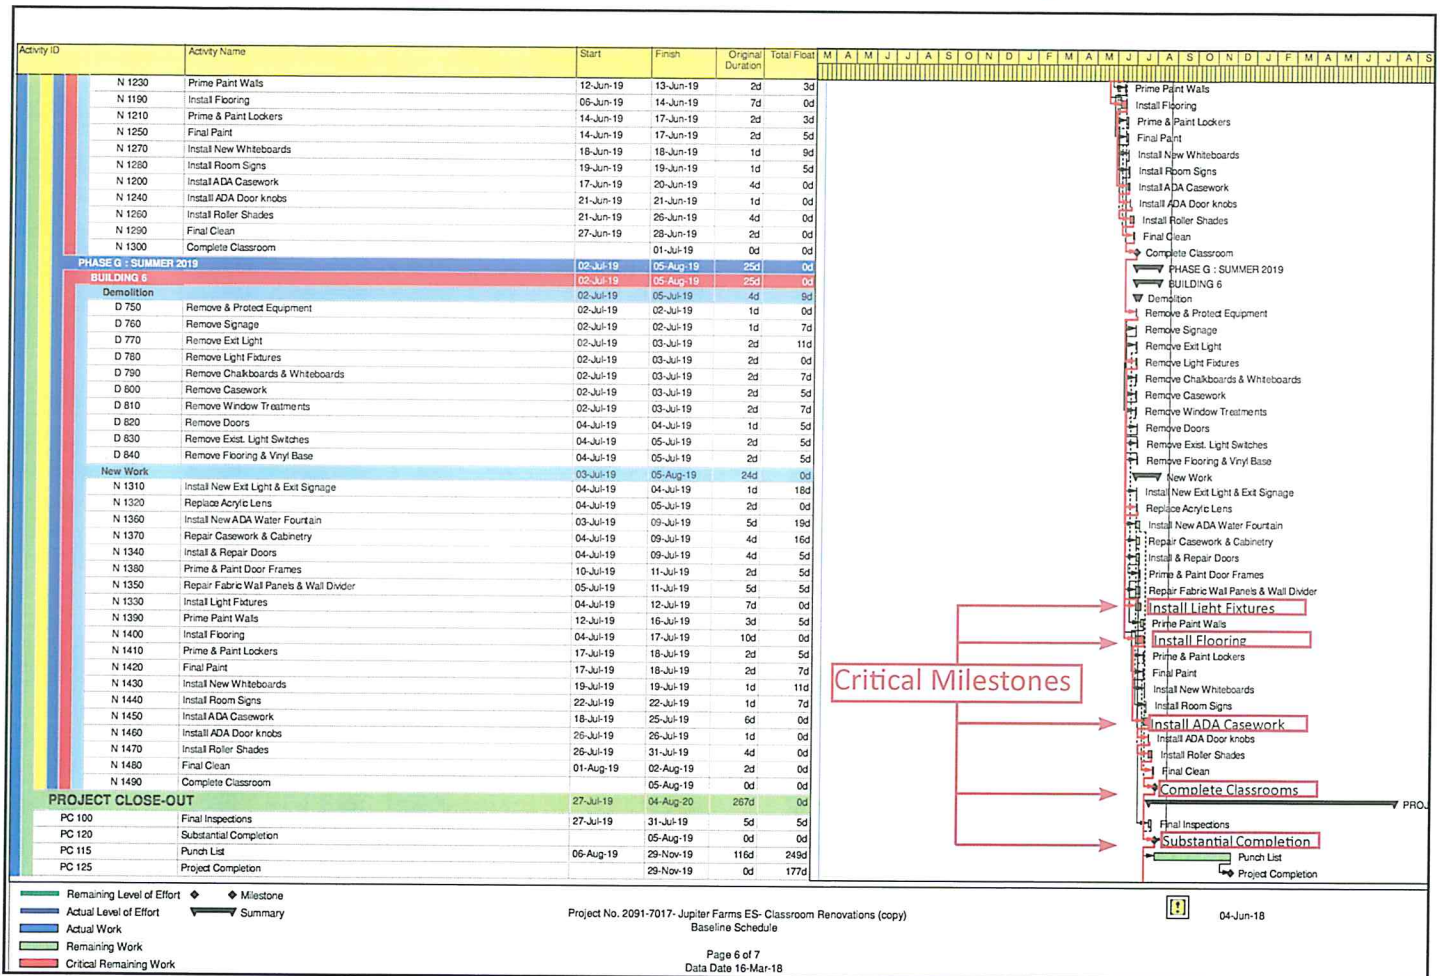 Activity ID Activity Name Start Finish Original Duration Total Float M A M J J A S O N D J F M A M J J A S O N D J F M A M J J A S
N 1230 Prime Paint Walls 12-Jun-19 13-Jun-19 2d 3d Prime Paint Walls
N 1190 Install Flooring 06-Jun-19 14-Jun-19 7d 0d Install Flooring
N 1210 Prime & Paint Lockers 14-Jun-19 17-Jun-19 2d 3d Prime & Paint Lockers
N 1250 Final Paint 14-Jun-19 17-Jun-19 2d 5d Final Paint
N 1270 Install New Whiteboards 18-Jun-19 18-Jun-19 1d 9d Install New Whiteboards
N 1280 Install Room Signs 19-Jun-19 19-Jun-19 1d 5d Install Room Signs
N 1200 Install ADA Casework 17-Jun-19 20-Jun-19 4d 0d Install ADA Casework
N 1240 Install ADA Door knobs 21-Jun-19 21-Jun-19 1d 0d Install ADA Door knobs
N 1260 Install Roller Shades 21-Jun-19 26-Jun-19 4d 0d Install Roller Shades
N 1290 Final Clean 27-Jun-19 28-Jun-19 2d 0d Final Clean
N 1300 Complete Classroom 01-Jul-19 0d 0d Complete Classroom
PHASE G : SUMMER 2019 02-Jul-19 05-Aug-19 25d 0d PHASE G : SUMMER 2019
BUILDING 6 02-Jul-19 05-Aug-19 25d 0d BUILDING 6
Demolition 02-Jul-19 05-Jul-19 4d 9d Demolition
D 750 Remove & Protect Equipment 02-Jul-19 02-Jul-19 1d 0d Remove & Protect Equipment
D 760 Remove Signage 02-Jul-19 02-Jul-19 1d 7d Remove Signage
D 770 Remove Exit Light 02-Jul-19 03-Jul-19 2d 11d Remove Exit Light
D 780 Remove Light Fixtures 02-Jul-19 03-Jul-19 2d 0d Remove Light Fixtures
D 790 Remove Chalkboards & Whiteboards 02-Jul-19 03-Jul-19 2d 7d Remove Chalkboards & Whiteboards
D 800 Remove Casework 02-Jul-19 03-Jul-19 2d 5d Remove Casework
D 810 Remove Window Treatments 02-Jul-19 03-Jul-19 2d 7d Remove Window Treatments
D 820 Remove Doors 04-Jul-19 04-Jul-19 1d 5d Remove Doors
D 830 Remove Exist. Light Switches 04-Jul-19 05-Jul-19 2d 5d Remove Exist. Light Switches
D 840 Remove Flooring & Vinyl Base 04-Jul-19 05-Jul-19 2d 5d Remove Flooring & Vinyl Base
New Work 03-Jul-19 05-Aug-19 24d 0d New Work
N 1310 Install New Exit Light & Exit Signage 04-Jul-19 04-Jul-19 1d 18d Install New Exit Light & Exit Signage
N 1320 Replace Acrylic Lens 04-Jul-19 05-Jul-19 2d 0d Replace Acrylic Lens
N 1360 Install New ADA Water Fountain 03-Jul-19 09-Jul-19 5d 19d Install New ADA Water Fountain
N 1370 Repair Casework & Cabinetry 04-Jul-19 09-Jul-19 4d 16d Repair Casework & Cabinetry
N 1340 Install & Repair Doors 04-Jul-19 09-Jul-19 4d 5d Install & Repair Doors
N 1380 Prime & Paint Door Frames 10-Jul-19 11-Jul-19 2d 5d Prime & Paint Door Frames
N 1350 Repair Fabric Wall Panels & Wall Divider 05-Jul-19 11-Jul-19 5d 5d Repair Fabric Wall Panels & Wall Divider
N 1330 Install Light Fixtures 04-Jul-19 12-Jul-19 7d 0d Install Light Fixtures
N 1390 Prime Paint Walls 12-Jul-19 16-Jul-19 3d 5d Prime Paint Walls
N 1400 Install Flooring 04-Jul-19 17-Jul-19 10d 0d Install Flooring
N 1410 Prime & Paint Lockers 17-Jul-19 18-Jul-19 2d 5d Prime & Paint Lockers
N 1420 Final Paint 17-Jul-19 18-Jul-19 2d 7d Final Paint
Critical Milestones
N 1430 Install New Whiteboards 19-Jul-19 19-Jul-19 1d 11d Install New Whiteboards
N 1440 Install Room Signs 22-Jul-19 22-Jul-19 1d 7d Install Room Signs
N 1450 Install ADA Casework 18-Jul-19 25-Jul-19 6d 0d Install ADA Casework
N 1460 Install ADA Door knobs 26-Jul-19 26-Jul-19 1d 0d Install ADA Door knobs
N 1470 Install Roller Shades 26-Jul-19 31-Jul-19 4d 0d Install Roller Shades
N 1480 Final Clean 01-Aug-19 02-Aug-19 2d 0d Final Clean
N 1490 Complete Classroom 05-Aug-19 0d 0d Complete Classrooms
PROJECT CLOSE-OUT 27-Jul-19 04-Aug-20 267d 0d PROJ
PC 100 Final Inspections 27-Jul-19 31-Jul-19 5d 5d Final Inspections
PC 120 Substantial Completion 05-Aug-19 0d 0d Substantial Completion
PC 115 Punch List 06-Aug-19 29-Nov-19 116d 249d Punch List
PC 125 Project Completion 29-Nov-19 0d 177d Project Completion
Remaining Level of Effort Milestone
Actual Level of Effort Summary
Actual Work
Remaining Work
Critical Remaining Work
Project No. 2091-7017- Jupiter Farms ES- Classroom Renovations (copy)
Baseline Schedule
Page 6 of 7
Data Date 16-Mar-18
! 04-Jun-18